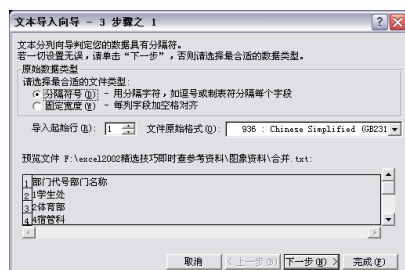 文本导入向导 - 3 步骤之 1
文本分列向导判定您的数据具有分隔符。
若一切设置无误，请单击“下一步”，否则请选择最合适的数据类型。
原始数据类型
请选择最合适的文件类型：
分隔符号(D) - 用分隔字符，如逗号或制表符分隔每个字段
固定宽度(W) - 每列字段加空格对齐
导入起始行(R): 1 文件原始格式(O): 936 : Chinese Simplified (GB231
预览文件 F:\excel2002精选技巧即时查参考资料\图象资料\合并.txt:
1 部门代号部门名称
2 1学生处
3 2体育部
4 4宿管科
取消 < 上一步(B) 下一步(N) > 完成(F)